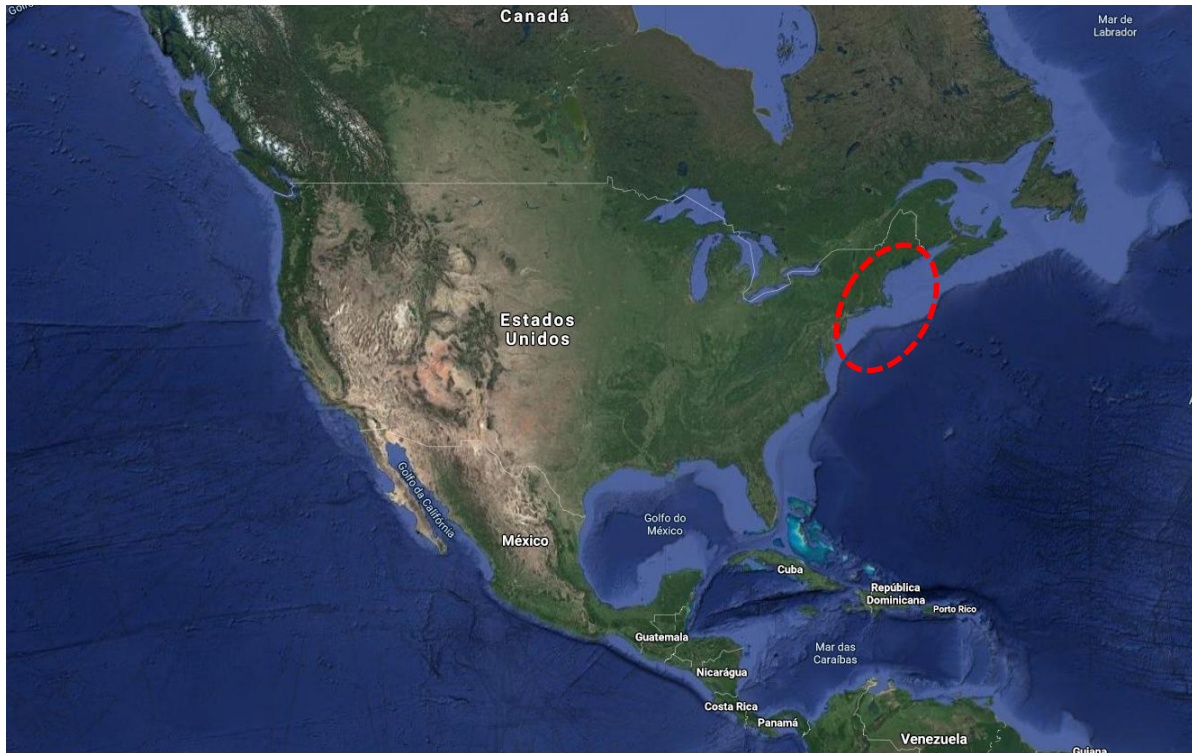 Canadá
Mar de
Labrador
Estados
Unidos
Golfo da Califórnia
Golfo do
México
México
Cuba
República
Dominicana
Porto Rico
Guatemala
Mar das
Caraíbas
Nicarágua
Costa Rica
Panamá
Venezuela